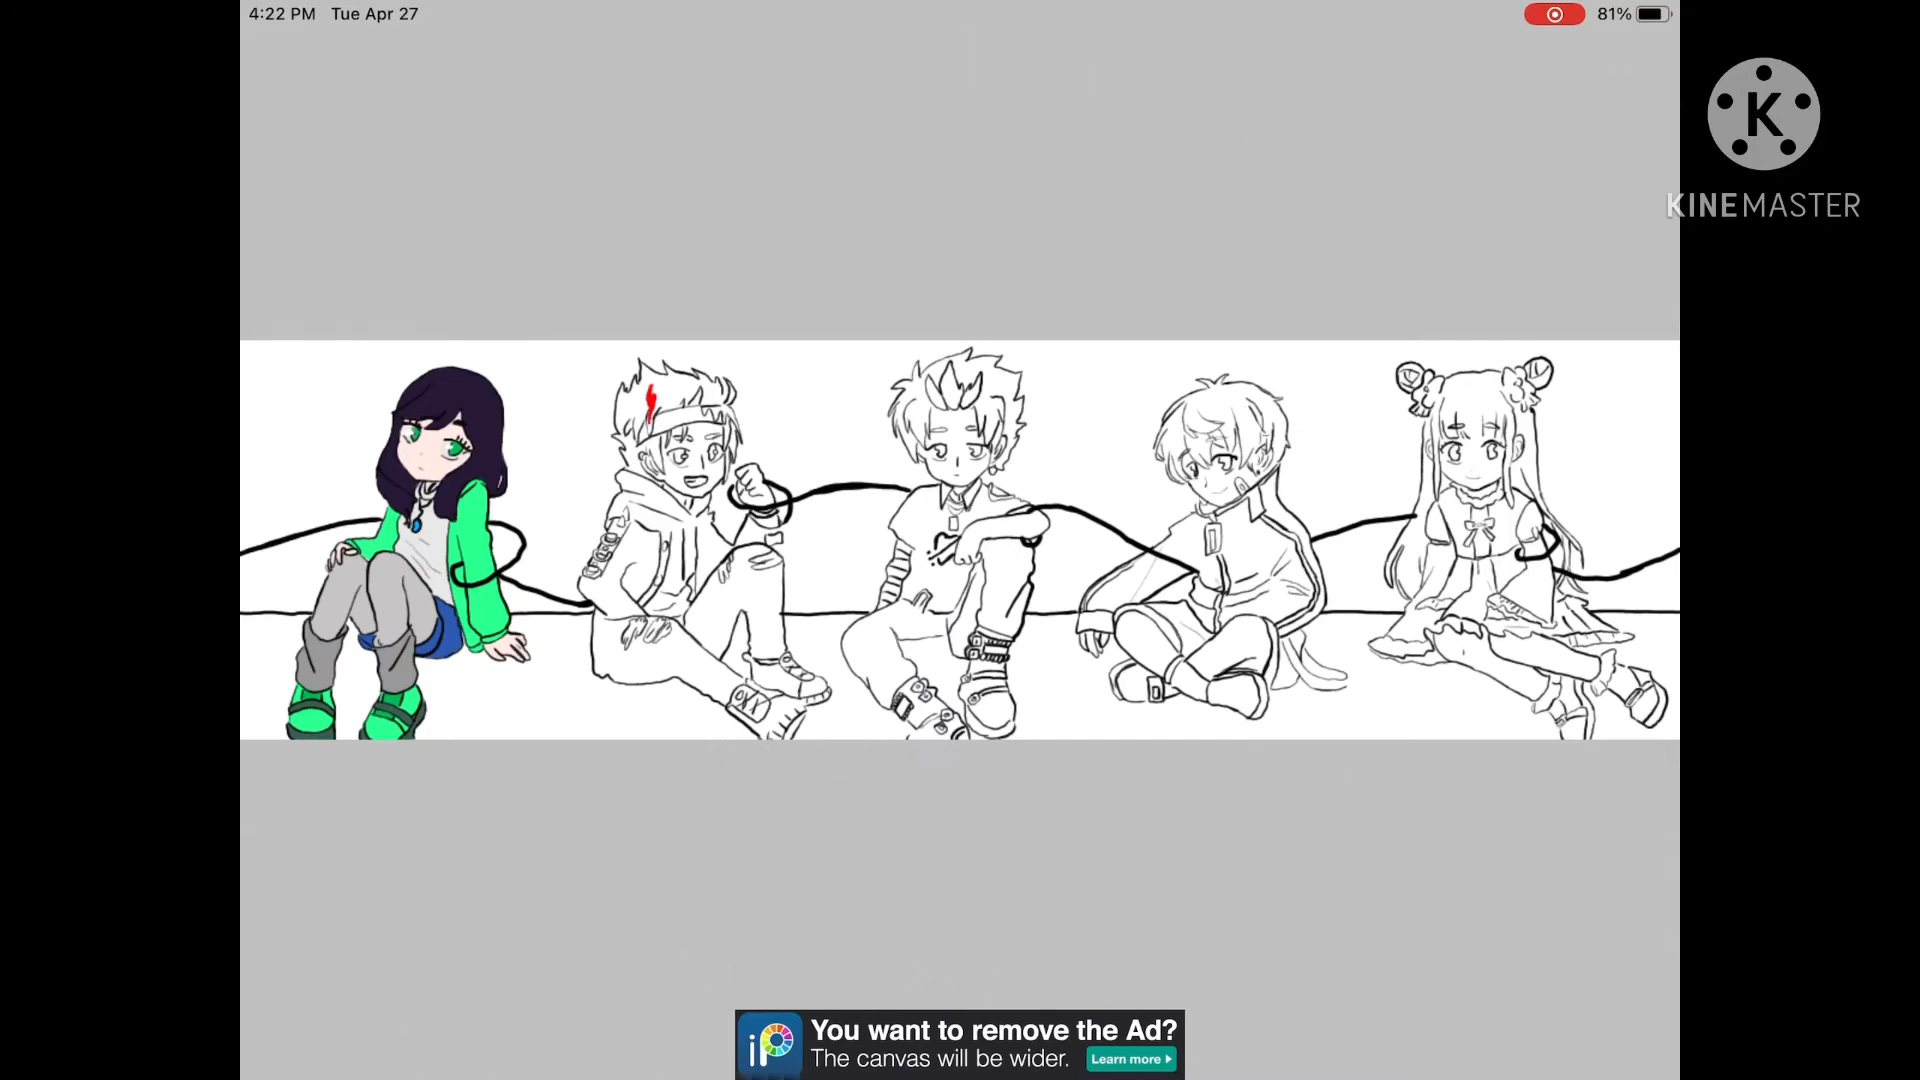 4:22 PM Tue Apr 27
81%
K
KINEMASTER
iP
You want to remove the Ad?
The canvas will be wider.
Learn more